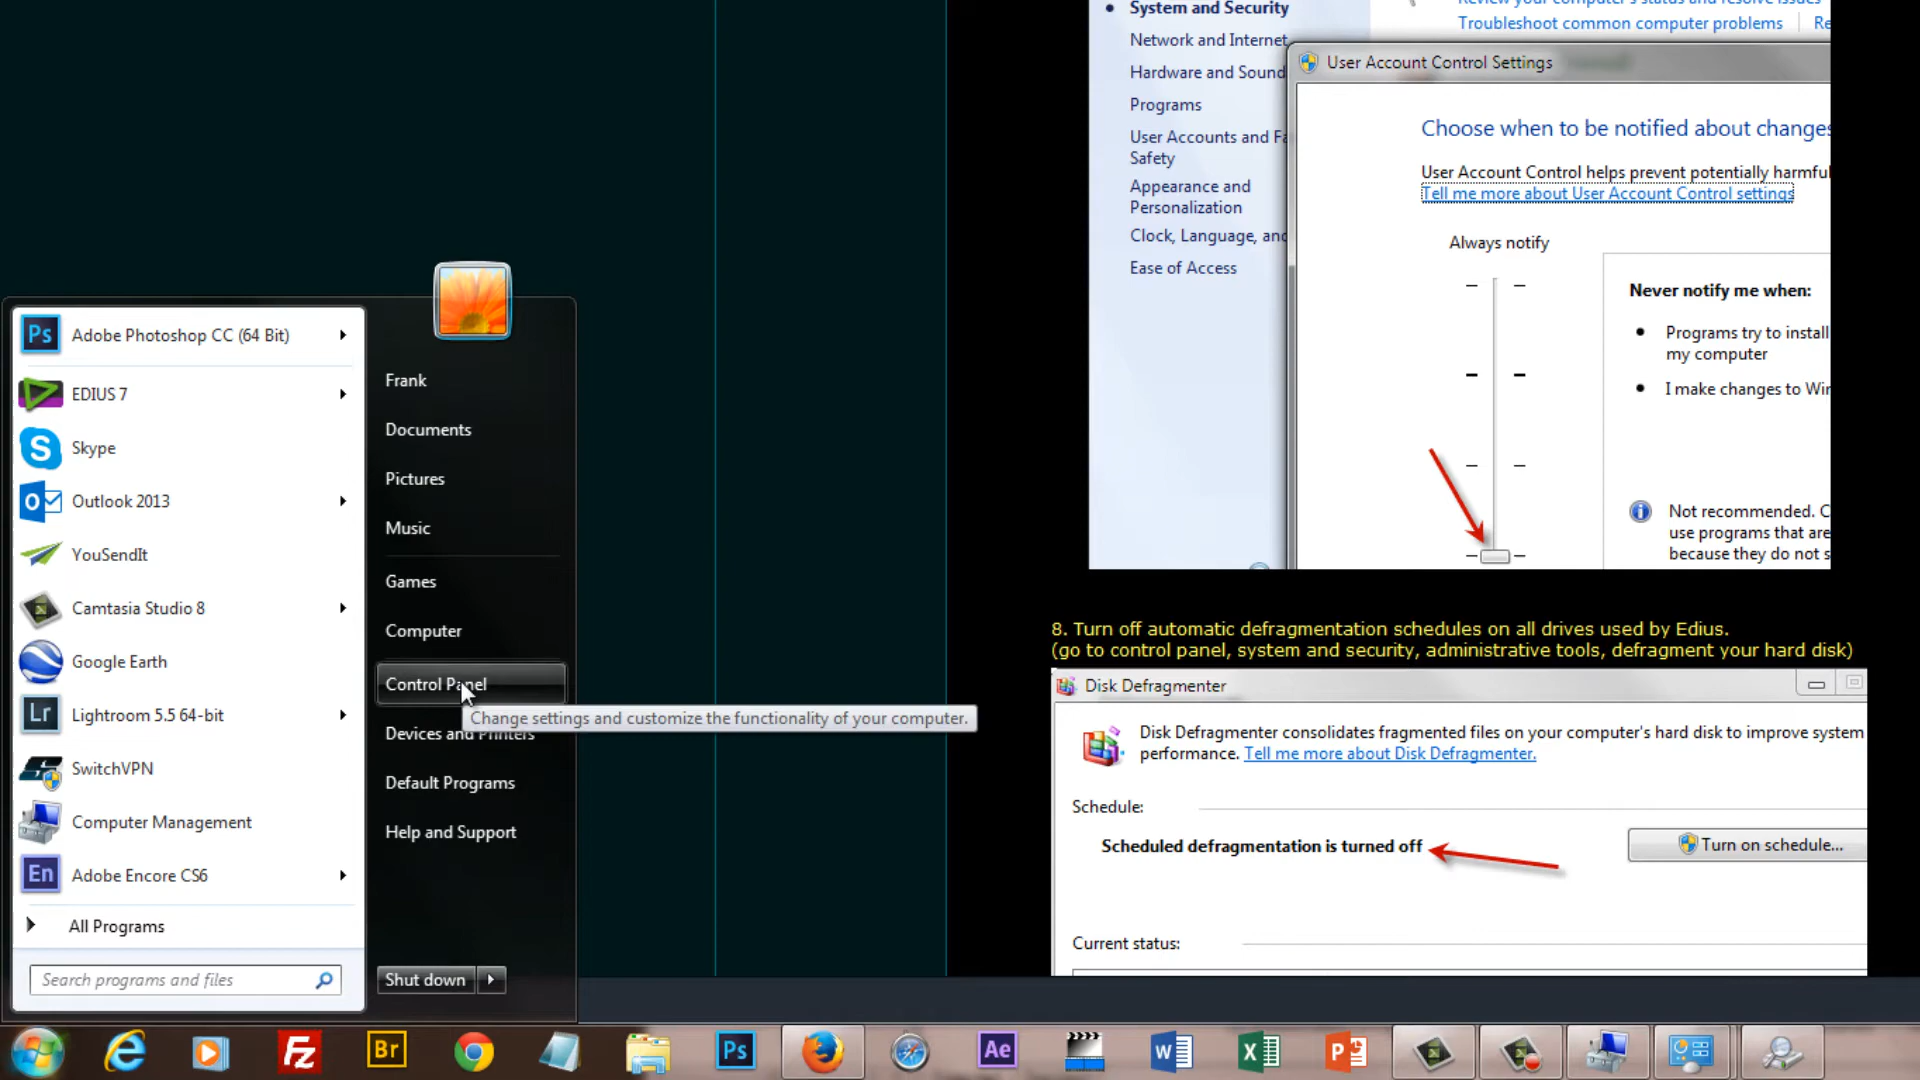 System and Security
Network and Internet
Hardware and Sound
Programs
User Accounts and Fa
Safety
Appearance and
Personalization
Clock, Language, and
Ease of Access
Review your computer's status and resolve issues
Troubleshoot common computer problems
Re
User Account Control Settings
Choose when to be notified about changes
User Account Control helps prevent potentially harmful
Tell me more about User Account Control settings
Always notify
Never notify me when:
Programs try to install
my computer
I make changes to Win
Not recommended. C
use programs that are
because they do not s
8. Turn off automatic defragmentation schedules on all drives used by Edius.
(go to control panel, system and security, administrative tools, defragment your hard disk)
Disk Defragmenter
Disk Defragmenter consolidates fragmented files on your computer's hard disk to improve system
performance. Tell me more about Disk Defragmenter.
Schedule:
Scheduled defragmentation is turned off
Turn on schedule...
Current status:
Ps Adobe Photoshop CC (64 Bit)
EDIUS 7
S Skype
Outlook 2013
YouSendIt
Camtasia Studio 8
Google Earth
Lr Lightroom 5.5 64-bit
SwitchVPN
Computer Management
En Adobe Encore CS6
All Programs
Search programs and files
Frank
Documents
Pictures
Music
Games
Computer
Control Panel
Change settings and customize the functionality of your computer.
Devices and Printers
Default Programs
Help and Support
Shut down
Fz
Br
Ps
Ae
W
X
P